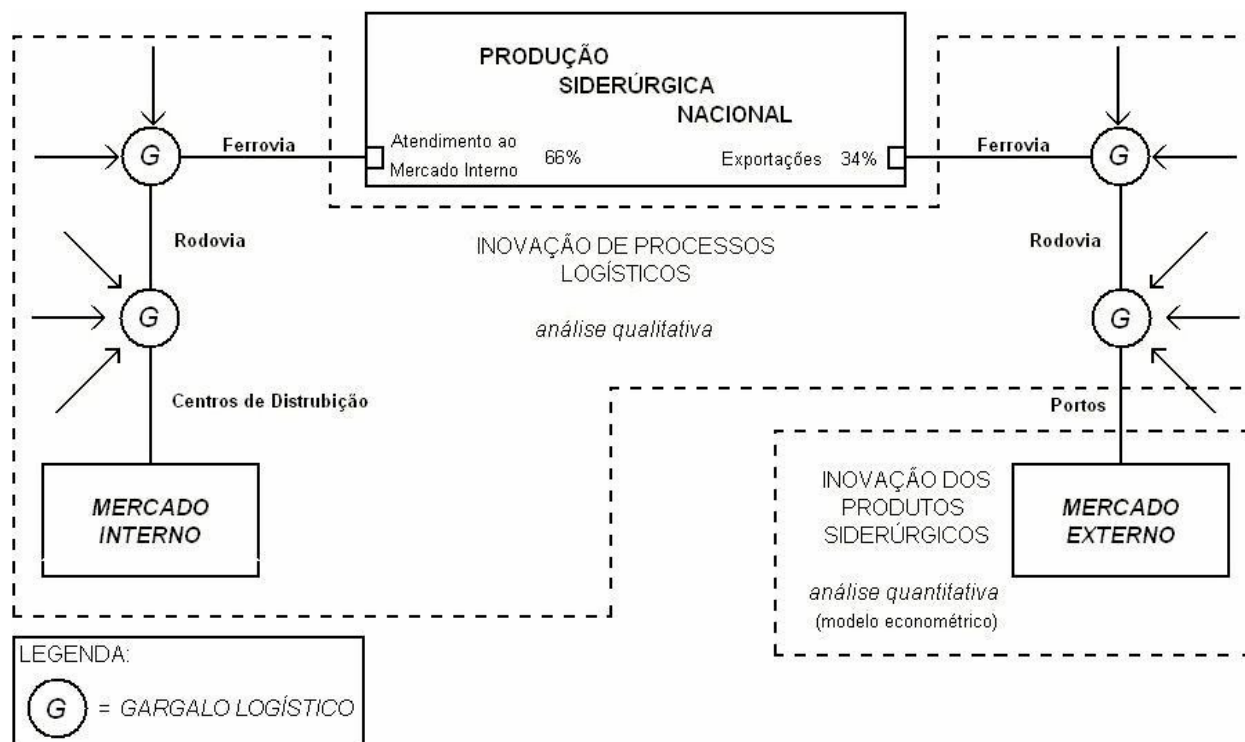 PRODUÇÃO
SIDERÚRGICA
NACIONAL
Atendimento ao
Mercado Interno
66%
Exportações 34%
G
Ferrovia
Ferrovia
G
Rodovia
Rodovia
INOVAÇÃO DE PROCESSOS
LOGÍSTICOS
análise qualitativa
G
G
Centros de Distrubição
Portos
MERCADO
INTERNO
INOVAÇÃO DOS
PRODUTOS
SIDERÚRGICOS
análise quantitativa
(modelo econométrico)
MERCADO
EXTERNO
LEGENDA:
G = GARGALO LOGÍSTICO